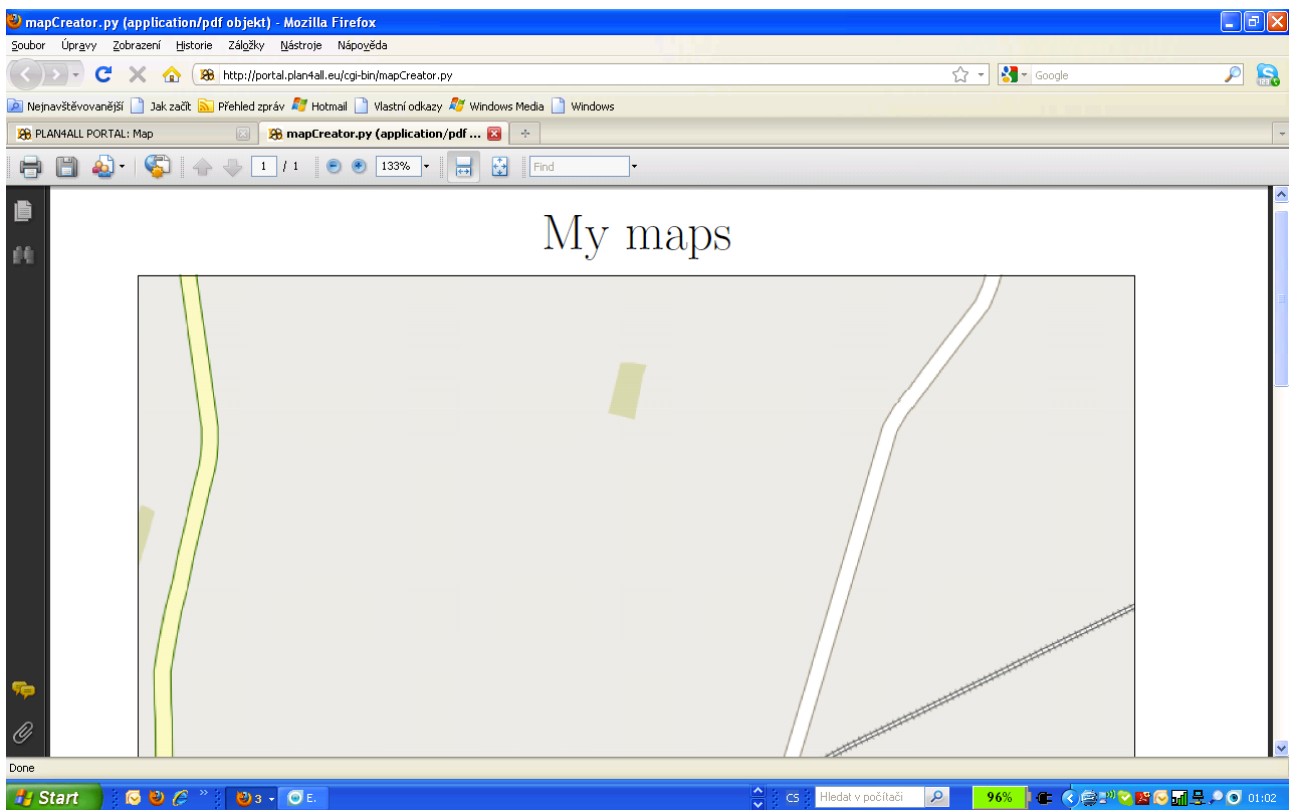 mapCreator.py (application/pdf objekt) - Mozilla Firefox
Soubor Úpravy Zobrazení Historie Záložky Nástroje Nápověda
http://portal.plan4all.eu/cgi-bin/mapCreator.py Google
Nejnavštěvovanější Jak začít Přehled zpráv Hotmail Vlastní odkazy Windows Media Windows
PLAN4ALL PORTAL: Map mapCreator.py (application/pdf ...
1 / 1 133% Find
My maps
Done
Start » 3 E. CS Hledat v počítači 96% 01:02